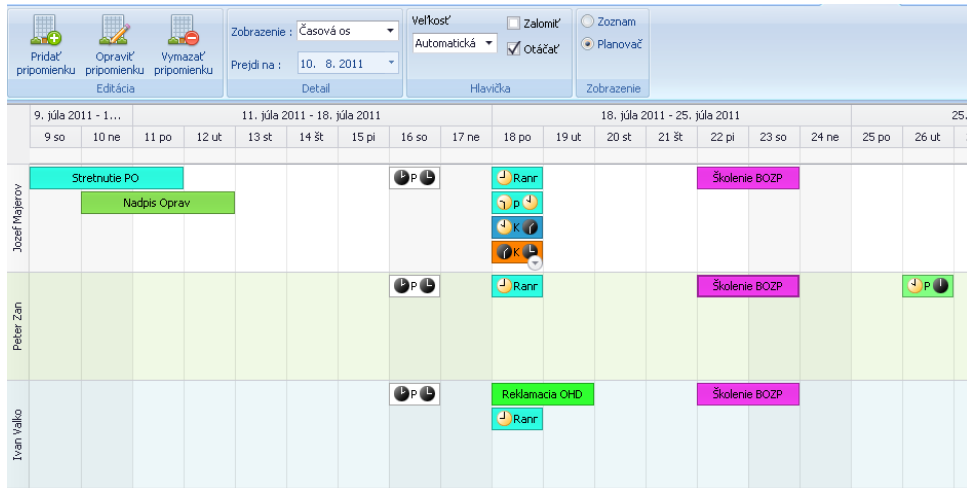 Pridať pripomienku
Opraviť pripomienku
Vymazať pripomienku
Editácia
Zobrazenie : Časová os
Prejdi na : 10. 8. 2011
Detail
Veľkosť
Automatická
Zalomiť
Otáčať
Hlavička
Zoznam
Planovač
Zobrazenie
9. júla 2011 - 1... 11. júla 2011 - 18. júla 2011 18. júla 2011 - 25. júla 2011 25.
9 so 10 ne 11 po 12 ut 13 st 14 št 15 pi 16 so 17 ne 18 po 19 ut 20 st 21 št 22 pi 23 so 24 ne 25 po 26 ut
Jozef Majerov
Stretnutie PO P Ranr Školenie BOZP
Nadpis Oprav p
K
K
Peter Zan
P Ranr Školenie BOZP P
Ivan Valko
P Reklamacia OHD Školenie BOZP
Ranr